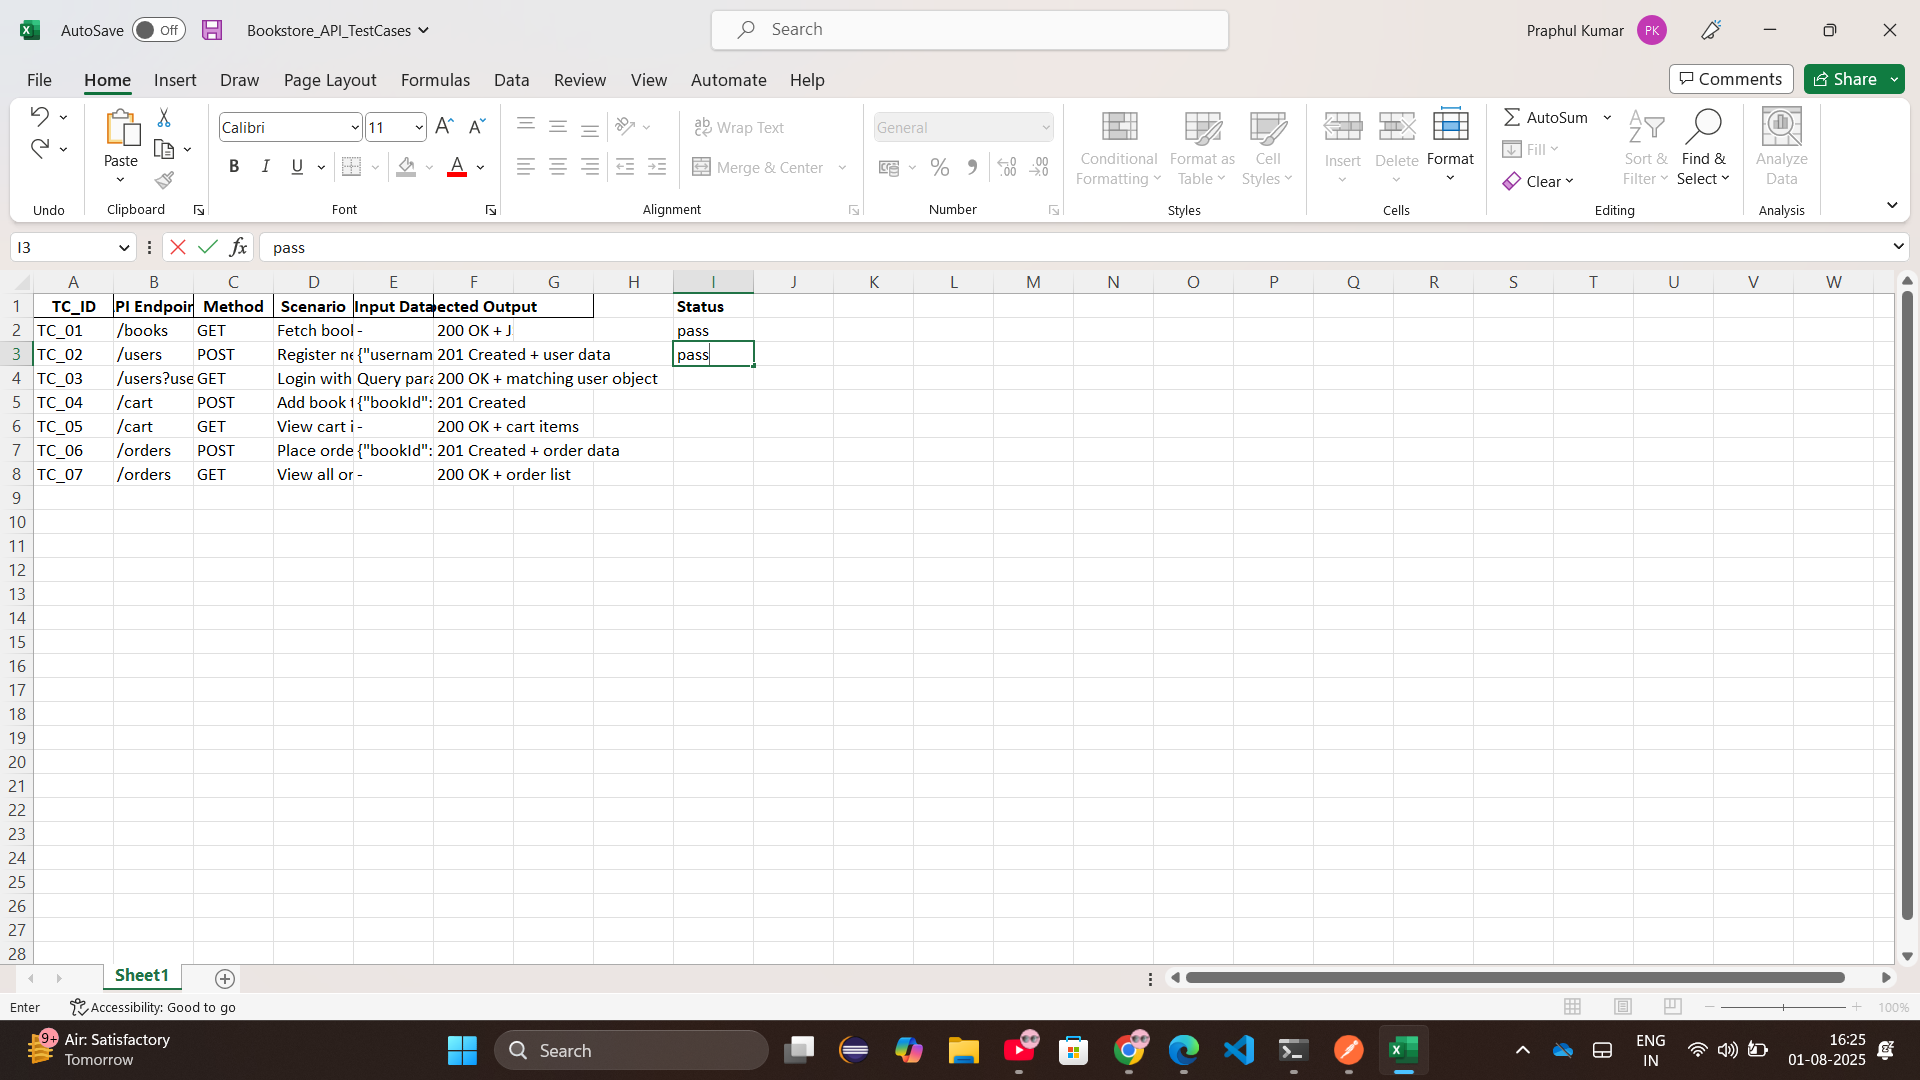 AutoSave Off Bookstore_API_TestCases Search Praphul Kumar PK
File Home Insert Draw Page Layout Formulas Data Review View Automate Help Comments Share
Paste Calibri 11 Wrap Text General Conditional Formatting Format as Table Cell Styles Insert Delete Format AutoSum Fill Clear Sort & Filter Find & Select Analyze Data
B I U A Merge & Center
Undo Clipboard Font Alignment Number Styles Cells Editing Analysis
I3 fx pass
A B C D E F G H I J K L M N O P Q R S T U V W
1 TC_ID PI Endpoin Method Scenario Input Data ected Output Status
2 TC_01 /books GET Fetch bool - 200 OK + J pass
3 TC_02 /users POST Register ne {"usernam 201 Created + user data pass
4 TC_03 /users?use GET Login with Query para 200 OK + matching user object
5 TC_04 /cart POST Add book t {"bookId": 201 Created
6 TC_05 /cart GET View cart i - 200 OK + cart items
7 TC_06 /orders POST Place orde {"bookId": 201 Created + order data
8 TC_07 /orders GET View all or - 200 OK + order list
9
10
11
12
13
14
15
16
17
18
19
20
21
22
23
24
25
26
27
28
Sheet1
Enter Accessibility: Good to go 100%
9+ Air: Satisfactory Search ENG 16:25
Tomorrow IN 01-08-2025